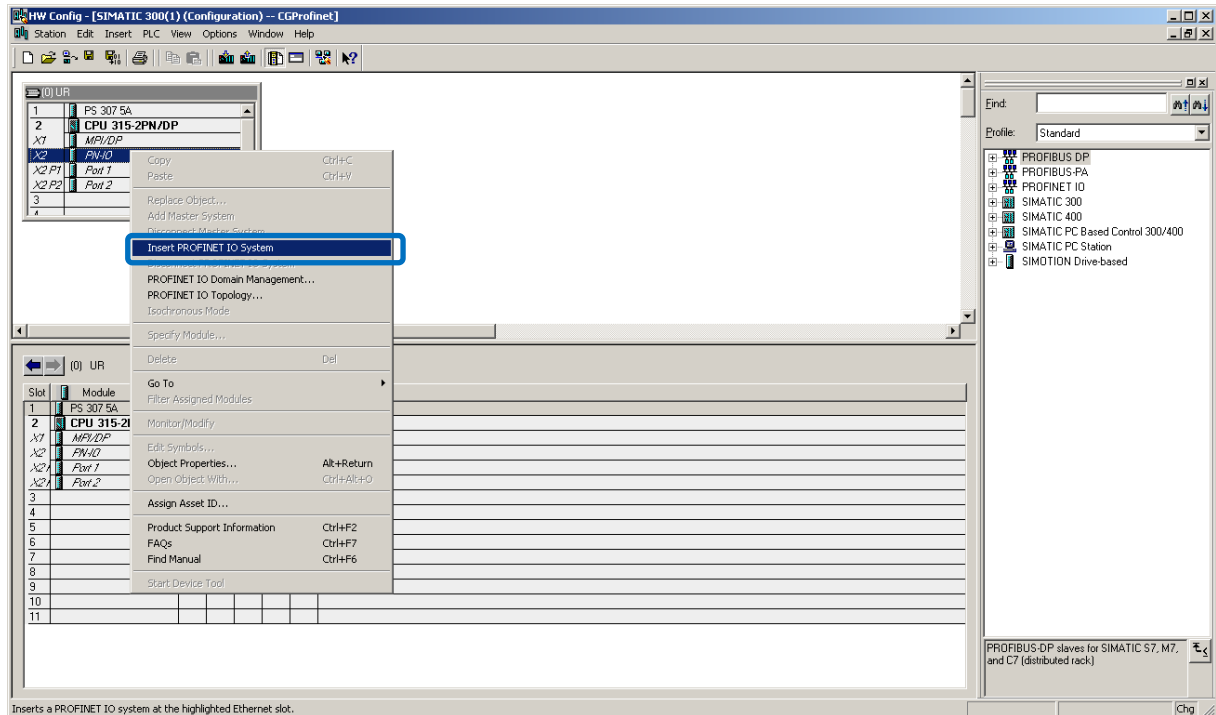 HW Config - [SIMATIC 300(1) (Configuration) -- CGProfinet]
Station Edit Insert PLC View Options Window Help
(0) UR
1 PS 307 5A
2 CPU 315-2PN/DP
X1 MPI/DP
X2 PN-IO
X2 P1 Port 1
X2 P2 Port 2
3
Copy Ctrl+C
Paste Ctrl+V
Replace Object...
Add Master System
Disconnect Master System
Insert PROFINET IO System
PROFINET IO Domain Management...
PROFINET IO Topology...
Isochronous Mode
Specify Module...
Delete Del
Go To
Filter Assigned Modules
Monitor/Modify
Edit Symbols...
Object Properties... Alt+Return
Open Object With... Ctrl+Alt+O
Assign Asset ID...
Product Support Information Ctrl+F2
FAQs Ctrl+F7
Find Manual Ctrl+F6
Start Device Tool
(0) UR
Slot Module
1 PS 307 5A
2 CPU 315-2
X1 MPI/DP
X2 PN-IO
X2 Port 1
X2 Port 2
3
4
5
6
7
8
9
10
11
Find:
Profile: Standard
PROFIBUS DP
PROFIBUS-PA
PROFINET IO
SIMATIC 300
SIMATIC 400
SIMATIC PC Based Control 300/400
SIMATIC PC Station
SIMOTION Drive-based
PROFIBUS-DP slaves for SIMATIC S7, M7,
and C7 (distributed rack)
Inserts a PROFINET IO system at the highlighted Ethernet slot.
Chg